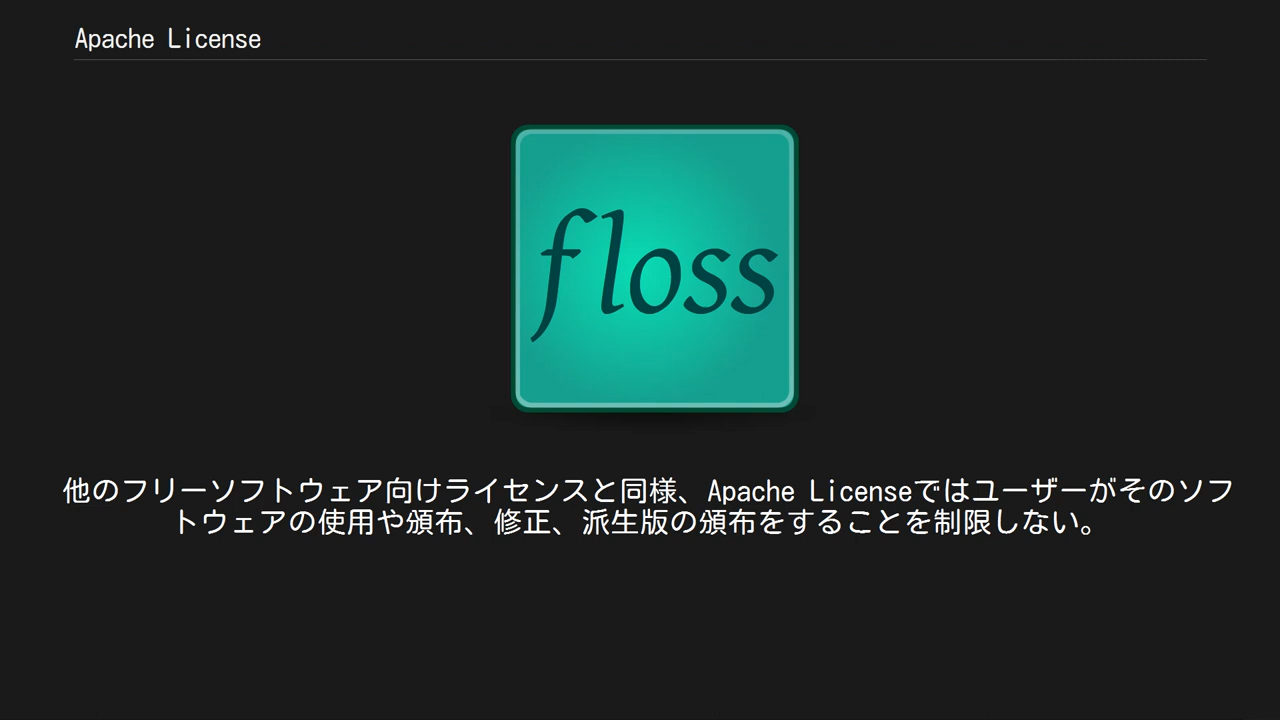 Apache License
floss
他のフリーソフトウェア向けライセンスと同様、Apache Licenseではユーザーがそのソフ
トウェアの使用や頒布、修正、派生版の頒布をすることを制限しない。